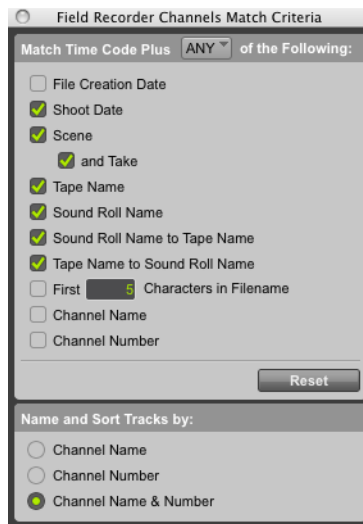 Field Recorder Channels Match Criteria
Match Time Code Plus ANY of the Following:
File Creation Date
Shoot Date
Scene
and Take
Tape Name
Sound Roll Name
Sound Roll Name to Tape Name
Tape Name to Sound Roll Name
First 5 Characters in Filename
Channel Name
Channel Number
Reset
Name and Sort Tracks by:
Channel Name
Channel Number
Channel Name & Number